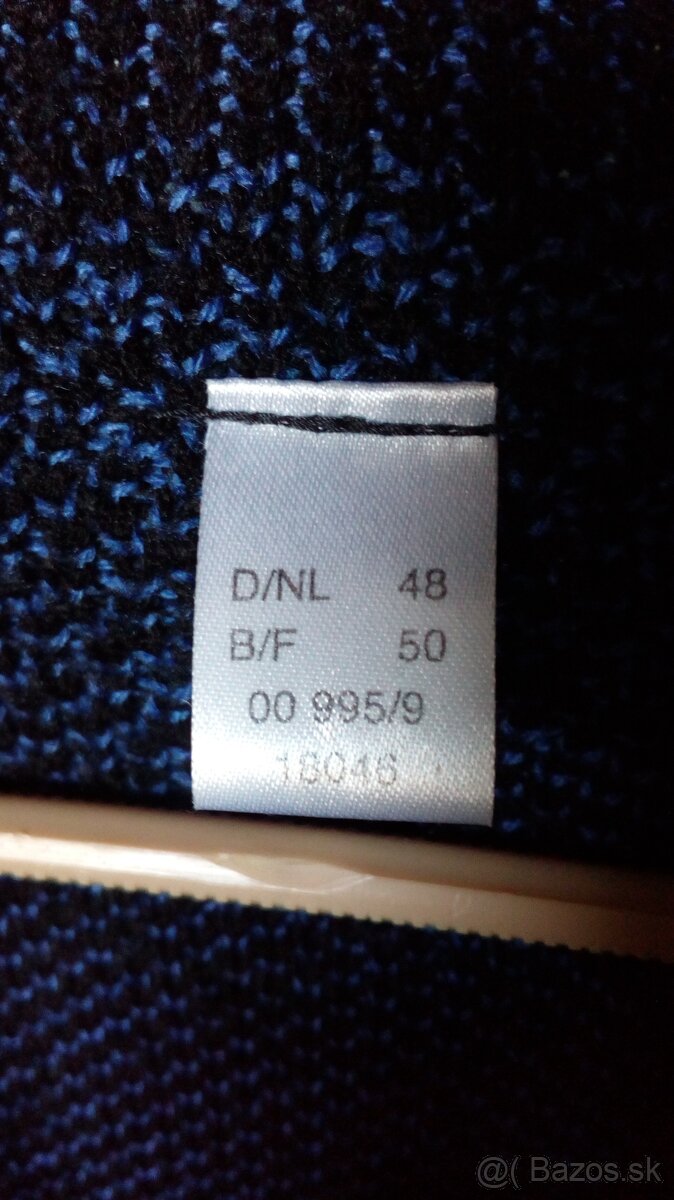 D/NL 48
B/F 50
00 995/9
18046
@( Bazos.sk